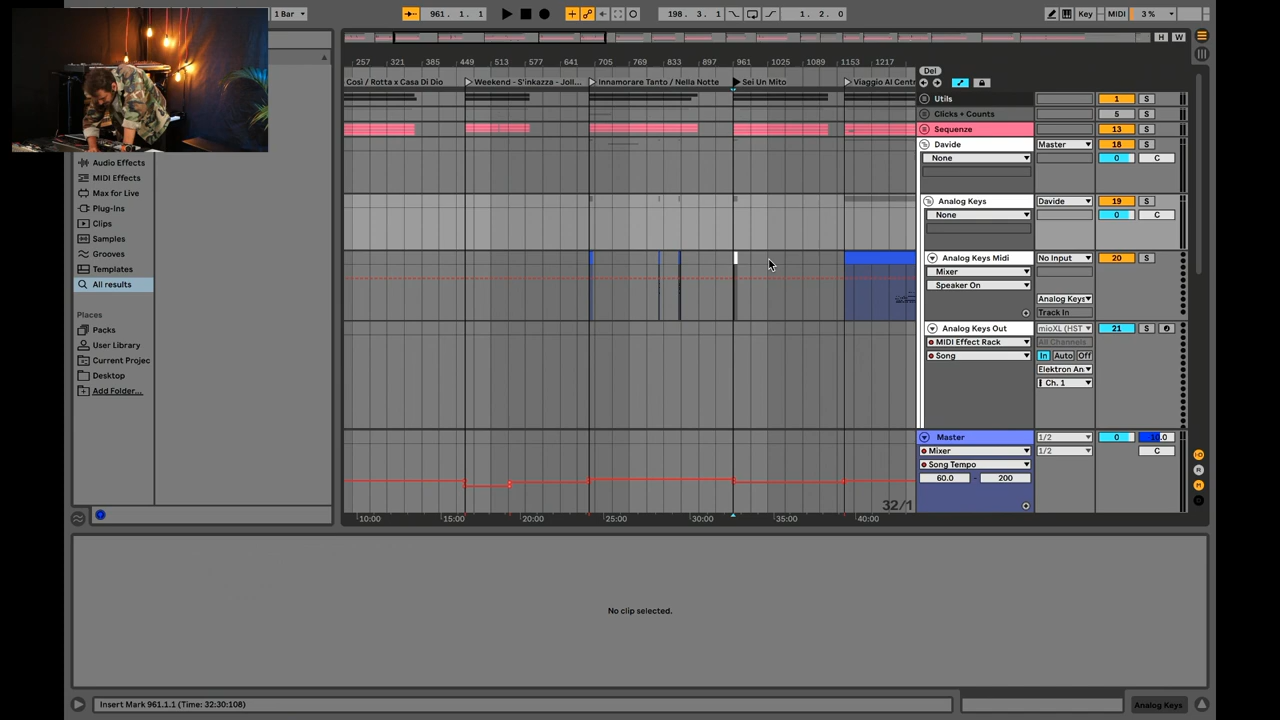 1 Bar
961. 1. 1
198. 3. 1
1. 2. 0
Key
MIDI
3 %
H
W
257 321 385 449 513 577 641 705 769 833 897 961 1025 1089 1153 1217
Così / Rotta x Casa Di Dio
Weekend - S'inkazza - Joll...
Innamorare Tanto / Nella Notte
Sei Un Mito
Viaggio Al Centr
Del
Utils
1
S
Clicks + Counts
5
S
Sequenze
13
S
Davide
Master
18
S
None
0
C
Audio Effects
MIDI Effects
Max for Live
Plug-Ins
Clips
Samples
Grooves
Templates
All results
Places
Packs
User Library
Current Projec
Desktop
Add Folder...
Analog Keys
Davide
19
S
None
0
C
Analog Keys Midi
No Input
20
S
Mixer
Speaker On
Analog Keys
Track In
Analog Keys Out
mioXL (HST
21
S
MIDI Effect Rack
All Channels
Song
In
Auto
Off
Elektron An
Ch. 1
Master
1/2
0
Mixer
1/2
C
Song Tempo
60.0
-
200
32/1
10:00 15:00 20:00 25:00 30:00 35:00 40:00
No clip selected.
Insert Mark 961.1.1 (Time: 32:30:108)
Analog Keys